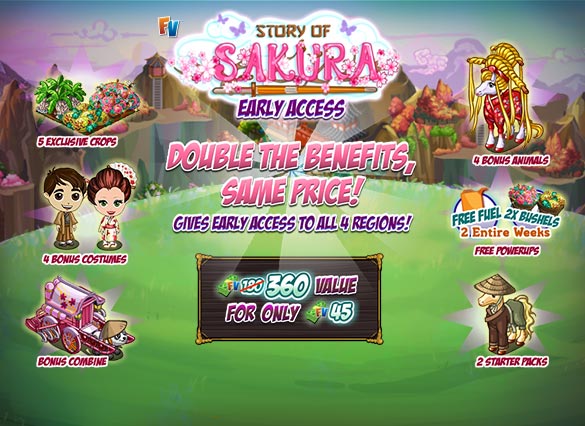 FV
STORY OF
SAKURA
EARLY ACCESS
DOUBLE THE BENEFITS,
SAME PRICE!
GIVES EARLY ACCESS TO ALL 4 REGIONS!
5 EXCLUSIVE CROPS
4 BONUS COSTUMES
BONUS COMBINE
4 BONUS ANIMALS
FREE FUEL 2X BUSHELS
2 Entire Weeks
FREE POWERUPS
2 STARTER PACKS
FV 180 360 VALUE
FOR ONLY FV 45